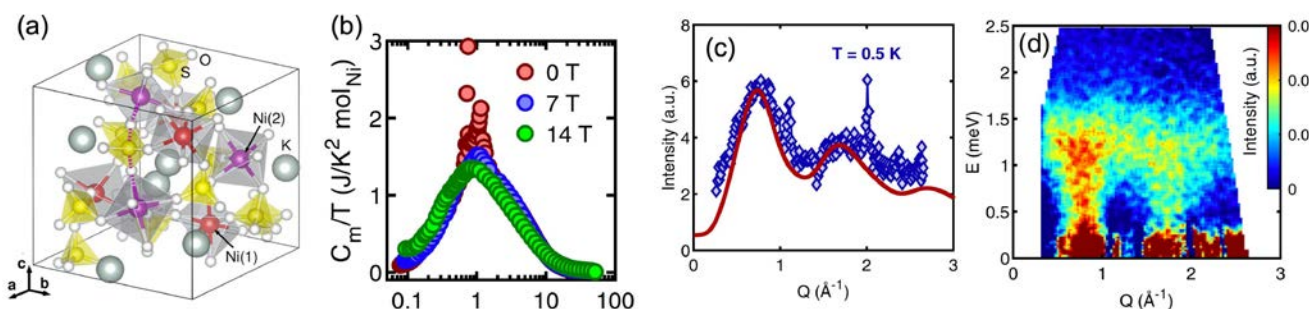 (a)
O
S
Ni(2)
K
Ni(1)
c
a
b
(b)
C_m/T (J/K² mol_Ni)
3
2
1
0
0 T
7 T
14 T
0.1
1
10
100
(c)
T = 0.5 K
Intensity (a.u.)
8
6
4
2
0
0
1
2
3
Q (Å⁻¹)
(d)
E (meV)
2.5
2
1.5
1
0.5
0
0
1
2
3
Q (Å⁻¹)
Intensity (a.u.)
0.0
0.0
0.0
0.0
0